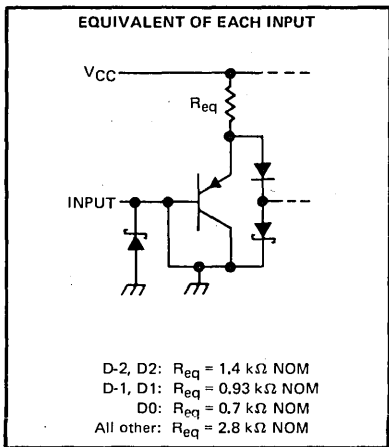 EQUIVALENT OF EACH INPUT
VCC
Req
INPUT
D-2, D2: Req = 1.4 kΩ NOM
D-1, D1: Req = 0.93 kΩ NOM
D0: Req = 0.7 kΩ NOM
All other: Req = 2.8 kΩ NOM